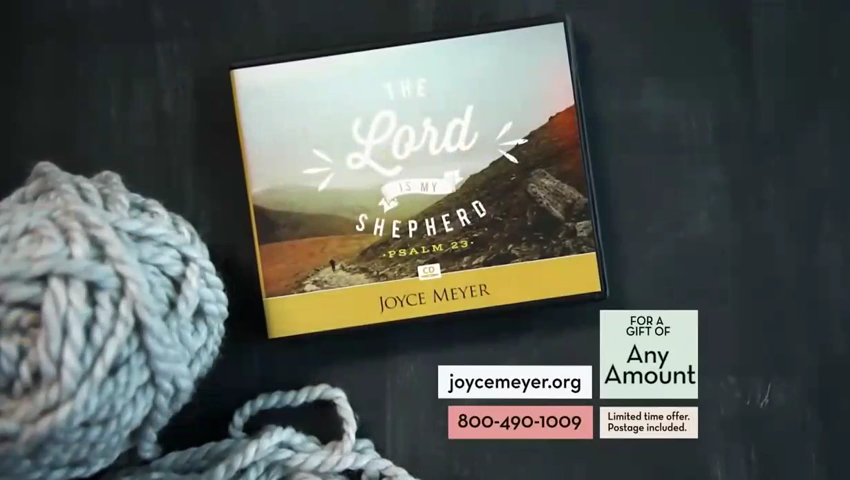 THE
Lord
IS MY
SHEPHERD
·PSALM 23·
CD
JOYCE MEYER
FOR A
GIFT OF
Any
Amount
joycemeyer.org
800-490-1009
Limited time offer.
Postage included.